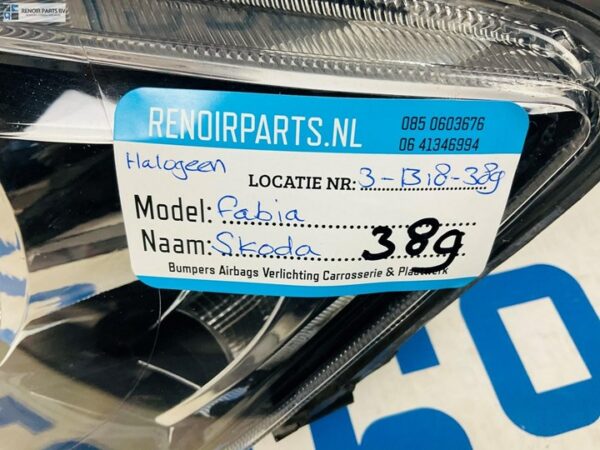 RENOIR PARTS BV
RENOIRPARTS.NL
085 0603676
06 41346994
Halogeen
LOCATIE NR: 3-B18-38g
Model: fabia
Naam: Skoda 38g
Bumpers Airbags Verlichting Carrosserie & Plaatwerk